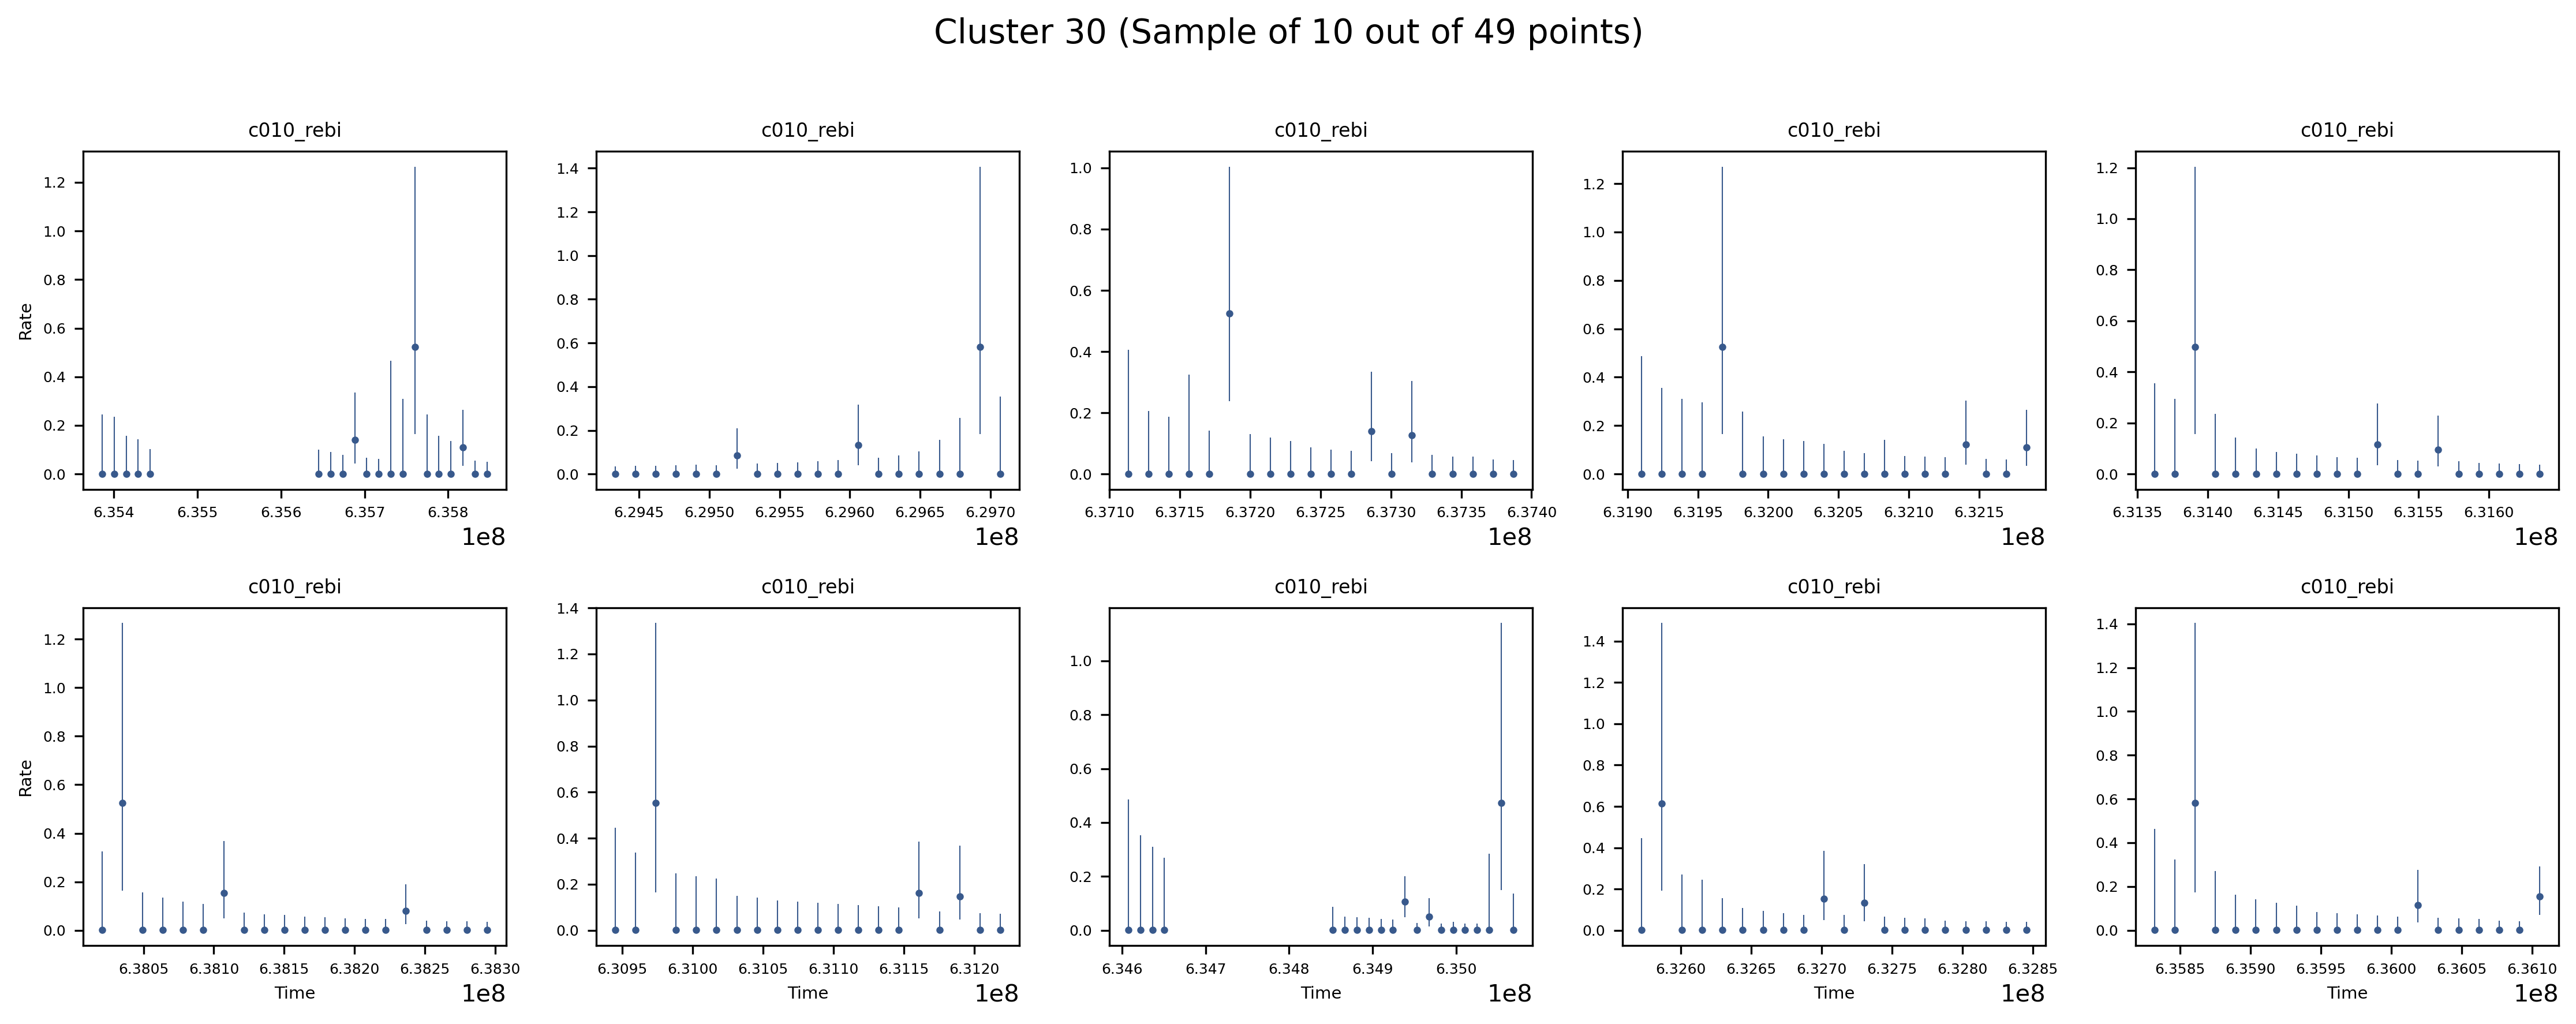 Cluster 30 (Sample of 10 out of 49 points)
c010_rebi c010_rebi c010_rebi c010_rebi c010_rebi
Rate
1.2 1.0 0.8 0.6 0.4 0.2 0.0
6.354 6.355 6.356 6.357 6.358
1e8
1.4 1.2 1.0 0.8 0.6 0.4 0.2 0.0
6.2945 6.2950 6.2955 6.2960 6.2965 6.2970
1e8
1.0 0.8 0.6 0.4 0.2 0.0
6.3710 6.3715 6.3720 6.3725 6.3730 6.3735 6.3740
1e8
1.2 1.0 0.8 0.6 0.4 0.2 0.0
6.3190 6.3195 6.3200 6.3205 6.3210 6.3215
1e8
1.2 1.0 0.8 0.6 0.4 0.2 0.0
6.3135 6.3140 6.3145 6.3150 6.3155 6.3160
1e8
c010_rebi c010_rebi c010_rebi c010_rebi c010_rebi
Rate
1.2 1.0 0.8 0.6 0.4 0.2 0.0
6.3805 6.3810 6.3815 6.3820 6.3825 6.3830
Time 1e8
1.4 1.2 1.0 0.8 0.6 0.4 0.2 0.0
6.3095 6.3100 6.3105 6.3110 6.3115 6.3120
Time 1e8
1.0 0.8 0.6 0.4 0.2 0.0
6.346 6.347 6.348 6.349 6.350
Time 1e8
1.4 1.2 1.0 0.8 0.6 0.4 0.2 0.0
6.3260 6.3265 6.3270 6.3275 6.3280 6.3285
Time 1e8
1.4 1.2 1.0 0.8 0.6 0.4 0.2 0.0
6.3585 6.3590 6.3595 6.3600 6.3605 6.3610
Time 1e8